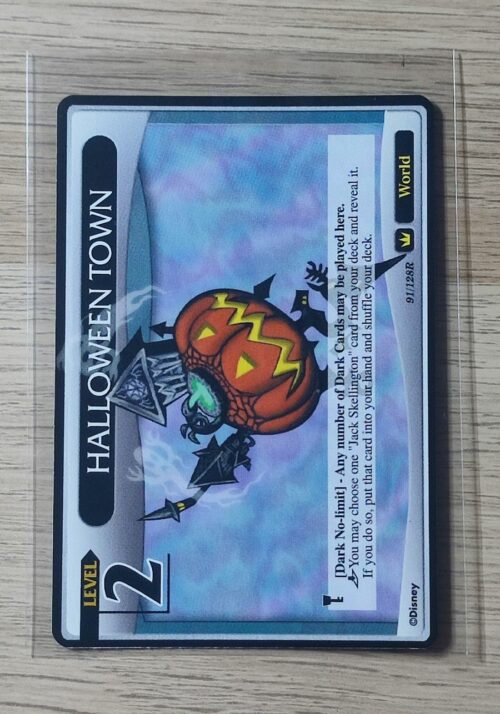 LEVEL
2
HALLOWEEN TOWN
[Dark No-limit] - Any number of Dark Cards may be played here.
You may choose one "Jack Skellington" card from your deck and reveal it.
If you do so, put that card into your hand and shuffle your deck.
©Disney
91/128R
World